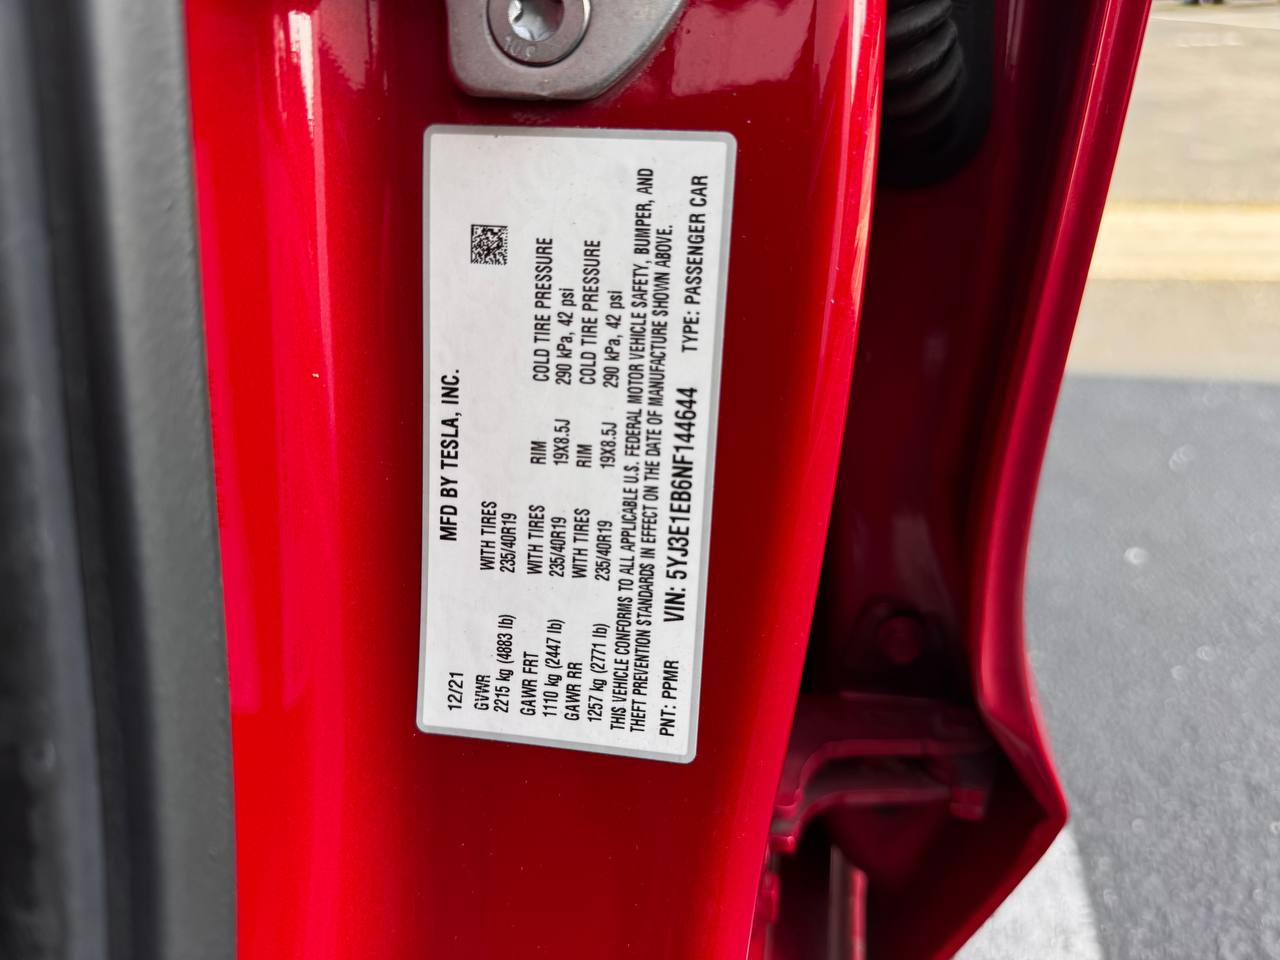 10.9
MFD BY TESLA, INC.
12/21
GVWR WITH TIRES
2215 kg (4883 lb) 235/40R19
GAWR FRT WITH TIRES RIM COLD TIRE PRESSURE
1110 kg (2447 lb) 235/40R19 19X8.5J 290 kPa, 42 psi
GAWR RR WITH TIRES RIM COLD TIRE PRESSURE
1257 kg (2771 lb) 235/40R19 19X8.5J 290 kPa, 42 psi
THIS VEHICLE CONFORMS TO ALL APPLICABLE U.S. FEDERAL MOTOR VEHICLE SAFETY, BUMPER, AND
THEFT PREVENTION STANDARDS IN EFFECT ON THE DATE OF MANUFACTURE SHOWN ABOVE.
PNT: PPMR VIN: 5YJ3E1EB6NF144644 TYPE: PASSENGER CAR